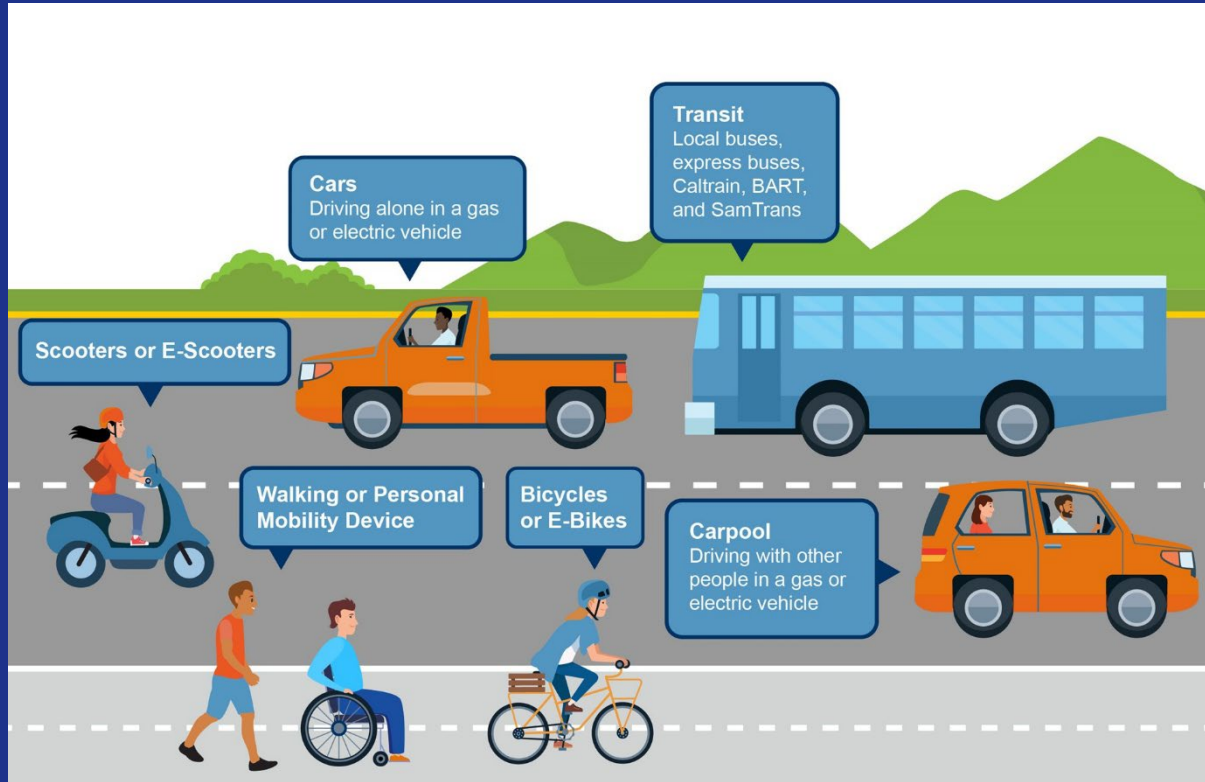 Transit
Local buses,
express buses,
Caltrain, BART,
and SamTrans
Cars
Driving alone in a gas
or electric vehicle
Scooters or E-Scooters
Walking or Personal
Mobility Device
Bicycles
or E-Bikes
Carpool
Driving with other
people in a gas or
electric vehicle